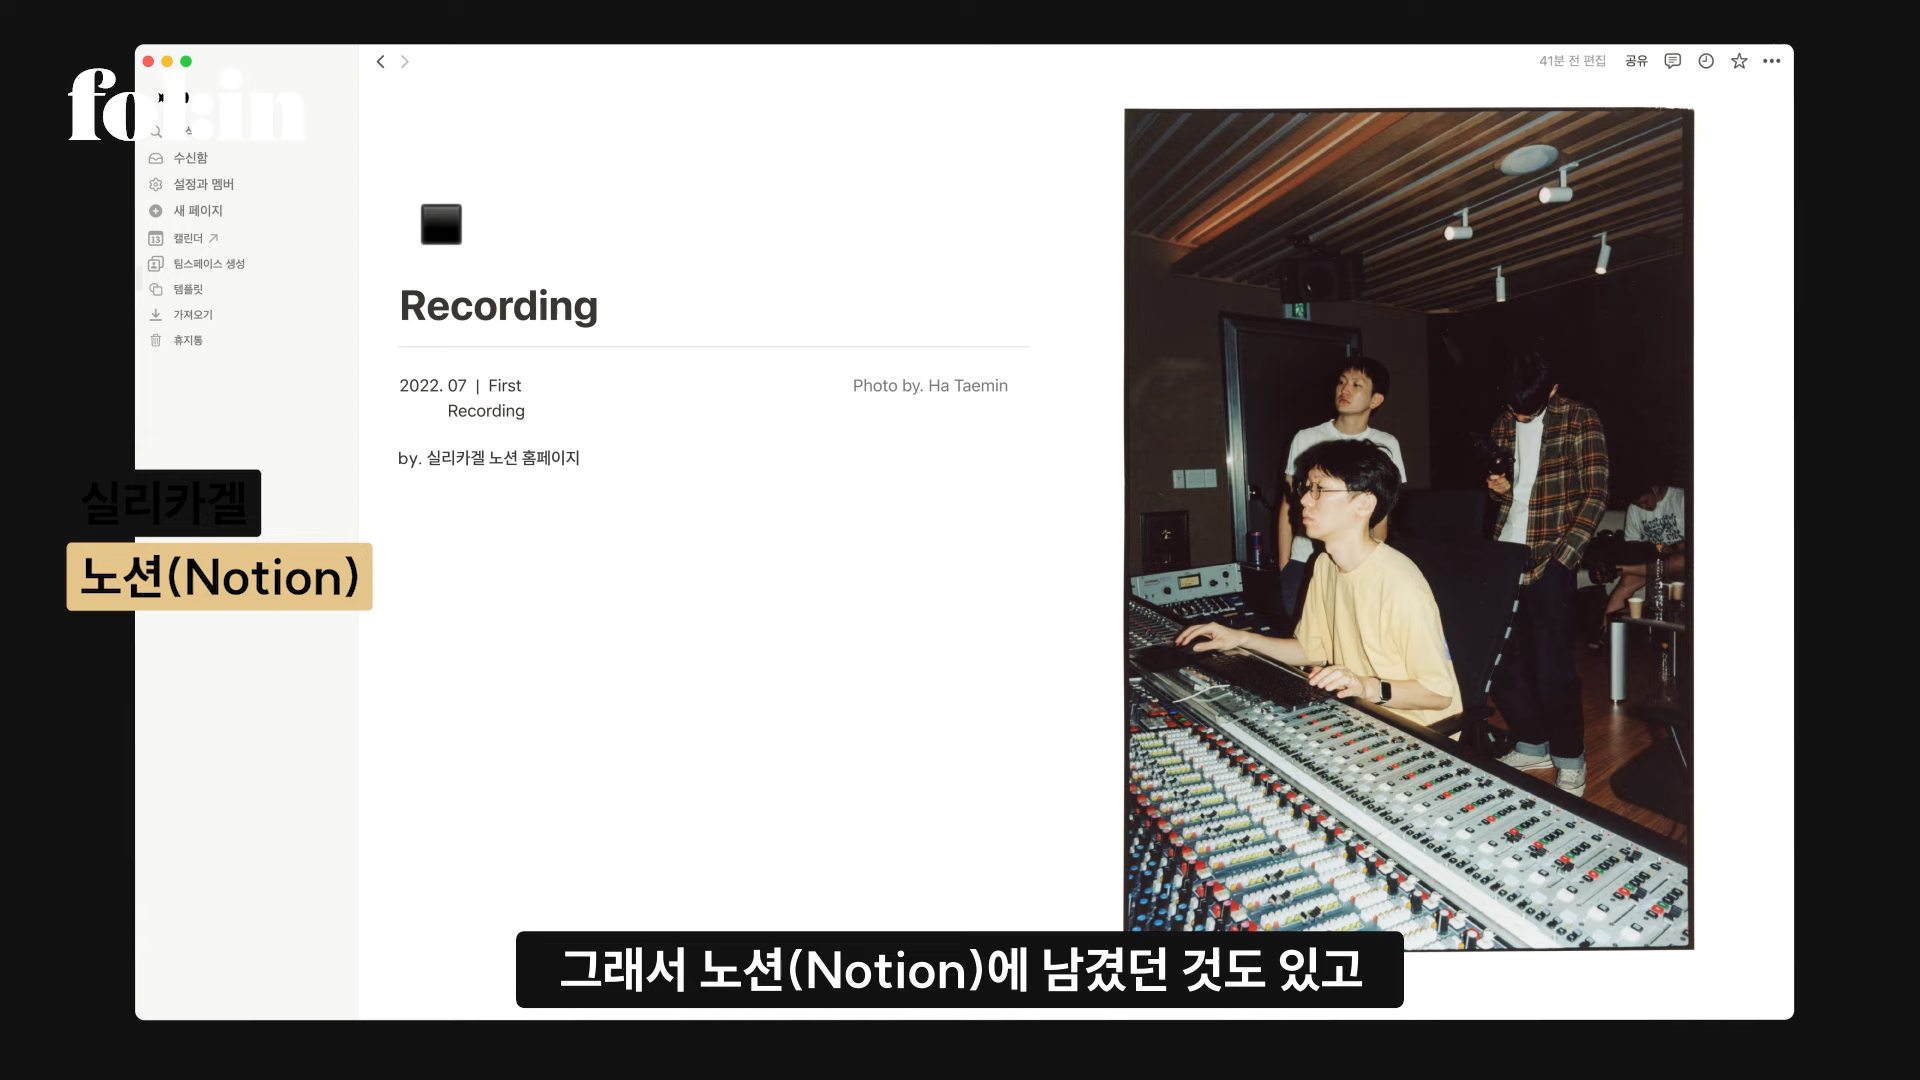 fol:in
41분 전 편집 공유
수신함
설정과 멤버
새 페이지
13 캘린더
팀스페이스 생성
템플릿
가져오기
휴지통
Recording
2022. 07 | First
Recording
Photo by. Ha Taemin
by. 실리카겔 노션 홈페이지
실리카겔
노션(Notion)
그래서 노션(Notion)에 남겼던 것도 있고